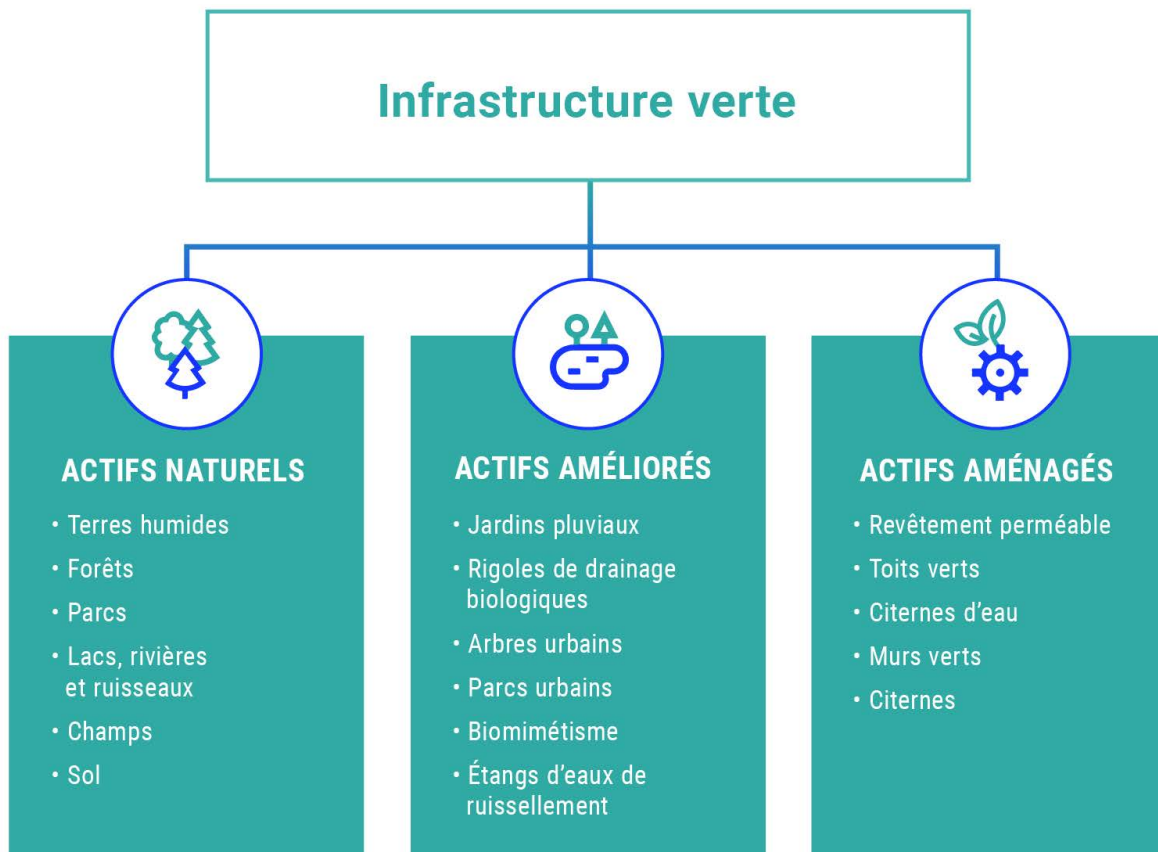 Infrastructure verte
ACTIFS NATURELS
• Terres humides
• Forêts
• Parcs
• Lacs, rivières
et ruisseaux
• Champs
• Sol
ACTIFS AMÉLIORÉS
• Jardins pluviaux
• Rigoles de drainage
biologiques
• Arbres urbains
• Parcs urbains
• Biomimétisme
• Étangs d'eaux de
ruissellement
ACTIFS AMÉNAGÉS
• Revêtement perméable
• Toits verts
• Citernes d'eau
• Murs verts
• Citernes